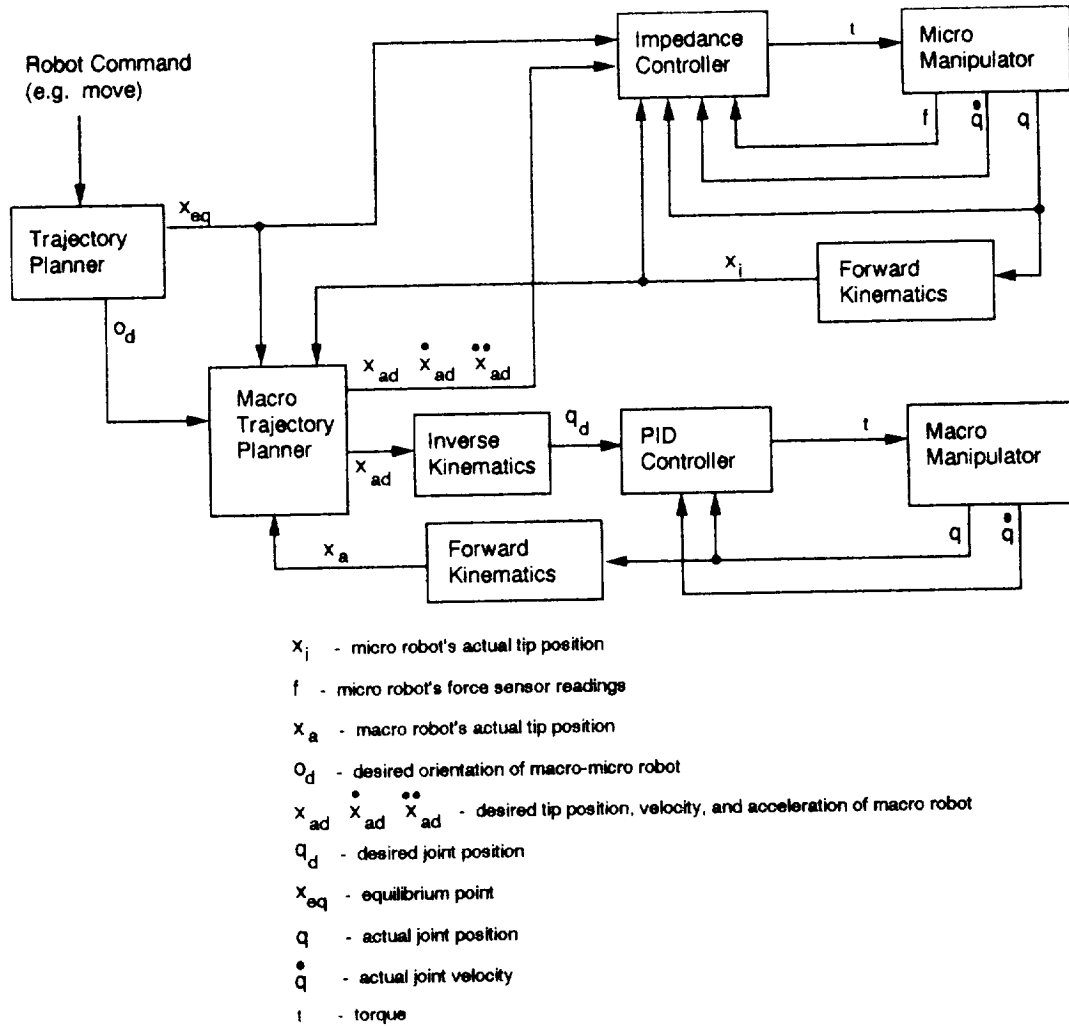 Robot Command
(e.g. move)
Impedance
Controller
t
Micro
Manipulator
f
q̇
q
x_eq
Trajectory
Planner
x_i
Forward
Kinematics
o_d
Macro
Trajectory
Planner
x_ad ẋ_ad ẍ_ad
x_ad
Inverse
Kinematics
q_d
PID
Controller
t
Macro
Manipulator
q
q̇
x_a
Forward
Kinematics
x_i - micro robot's actual tip position
f - micro robot's force sensor readings
x_a - macro robot's actual tip position
o_d - desired orientation of macro-micro robot
x_ad ẋ_ad ẍ_ad - desired tip position, velocity, and acceleration of macro robot
q_d - desired joint position
x_eq - equilibrium point
q - actual joint position
q̇ - actual joint velocity
t - torque